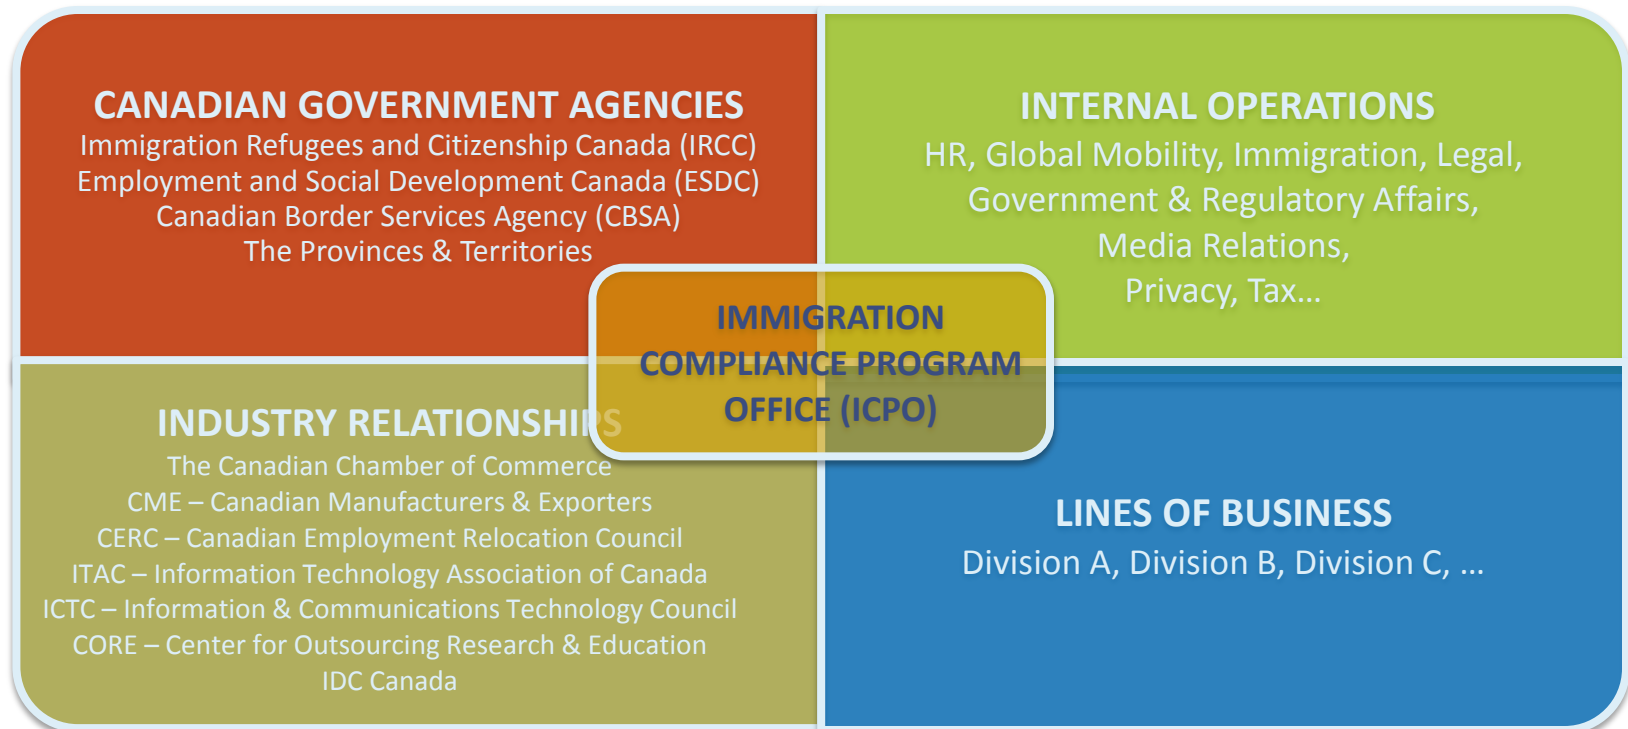 CANADIAN GOVERNMENT AGENCIES
Immigration Refugees and Citizenship Canada (IRCC)
Employment and Social Development Canada (ESDC)
Canadian Border Services Agency (CBSA)
The Provinces & Territories
INTERNAL OPERATIONS
HR, Global Mobility, Immigration, Legal,
Government & Regulatory Affairs,
Media Relations,
Privacy, Tax...
IMMIGRATION
COMPLIANCE PROGRAM
OFFICE (ICPO)
INDUSTRY RELATIONSHIPS
The Canadian Chamber of Commerce
CME – Canadian Manufacturers & Exporters
CERC – Canadian Employment Relocation Council
ITAC – Information Technology Association of Canada
ICTC – Information & Communications Technology Council
CORE – Center for Outsourcing Research & Education
IDC Canada
LINES OF BUSINESS
Division A, Division B, Division C, ...